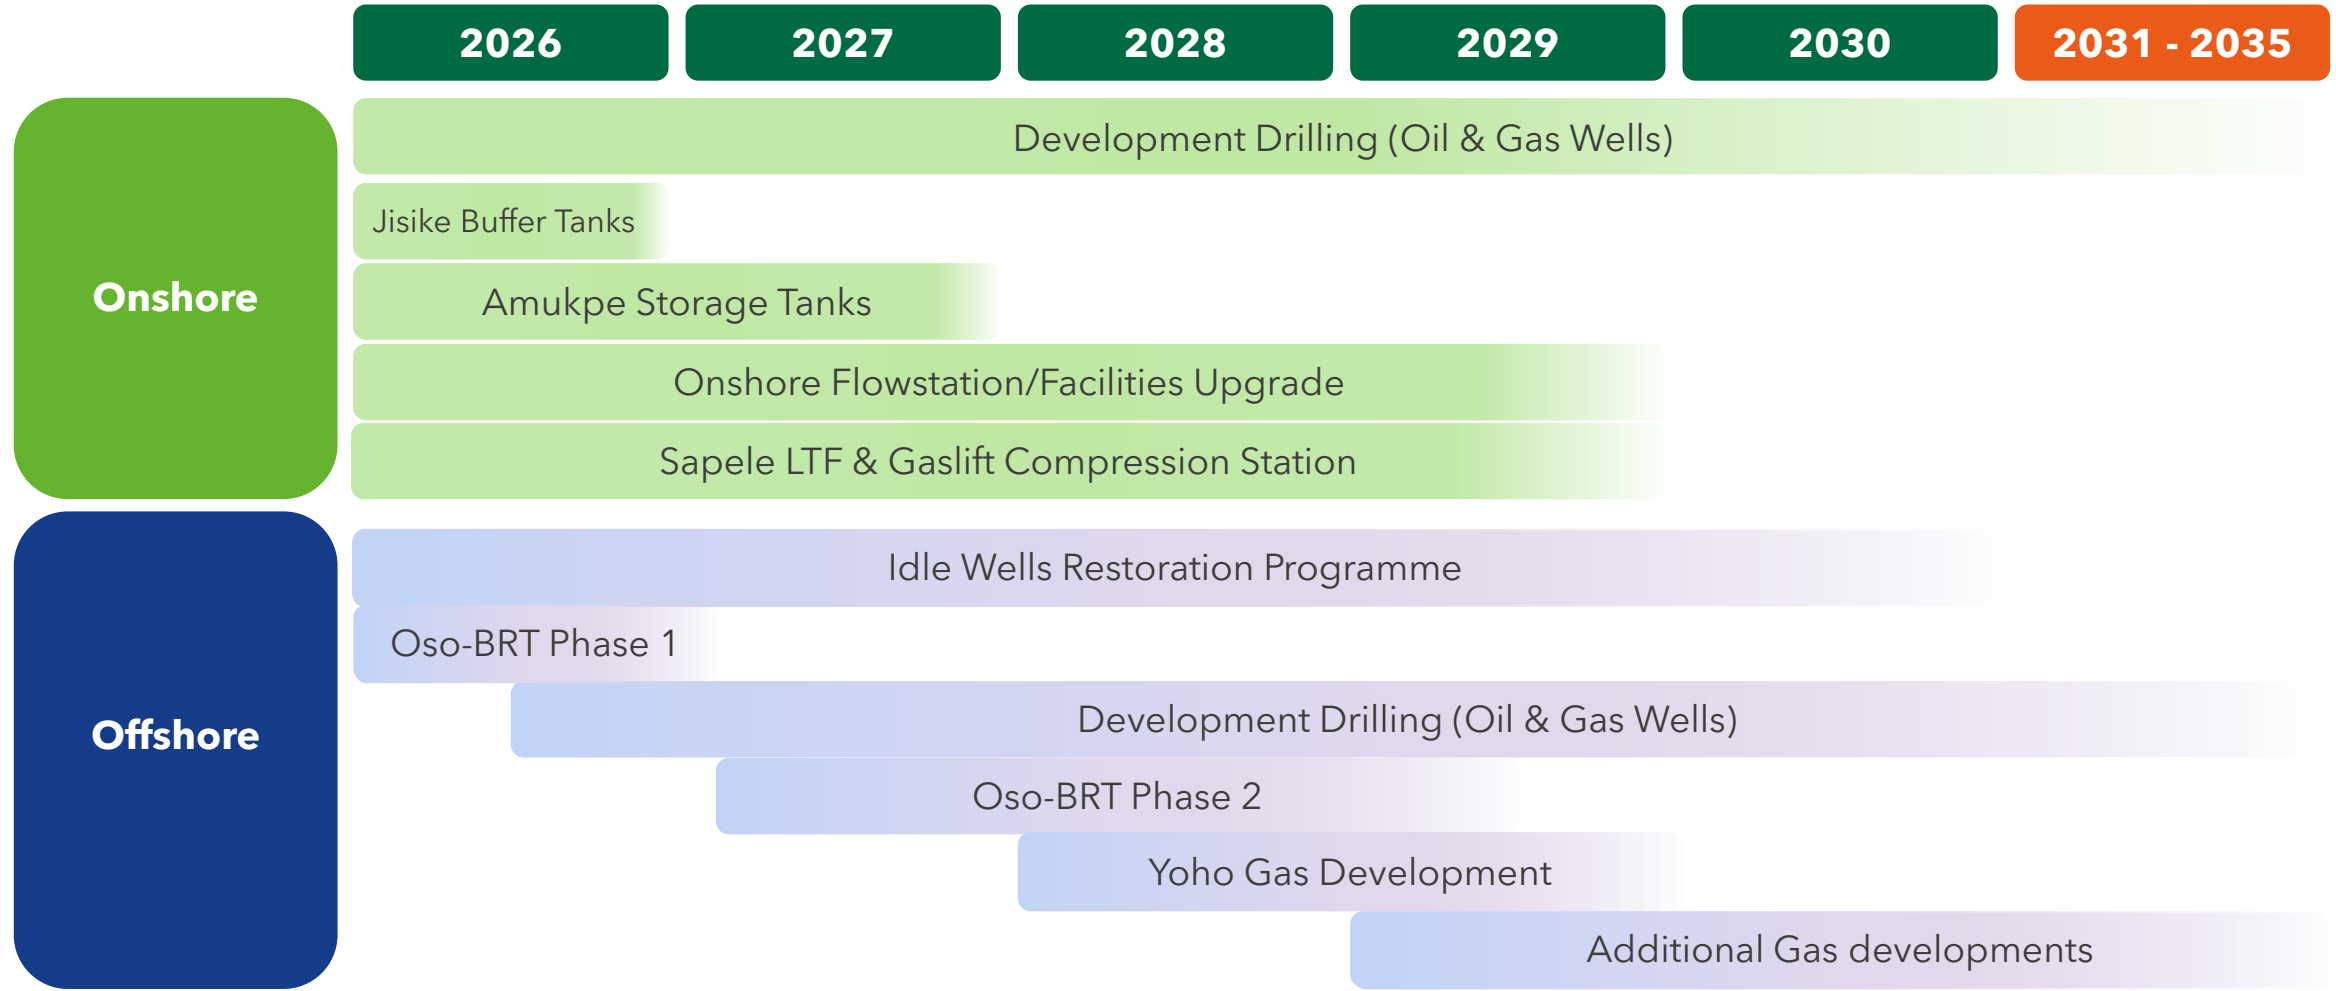 2026 2027 2028 2029 2030 2031 - 2035
Onshore
Development Drilling (Oil & Gas Wells)
Jisike Buffer Tanks
Amukpe Storage Tanks
Onshore Flowstation/Facilities Upgrade
Sapele LTF & Gaslift Compression Station
Offshore
Idle Wells Restoration Programme
Oso-BRT Phase 1
Development Drilling (Oil & Gas Wells)
Oso-BRT Phase 2
Yoho Gas Development
Additional Gas developments